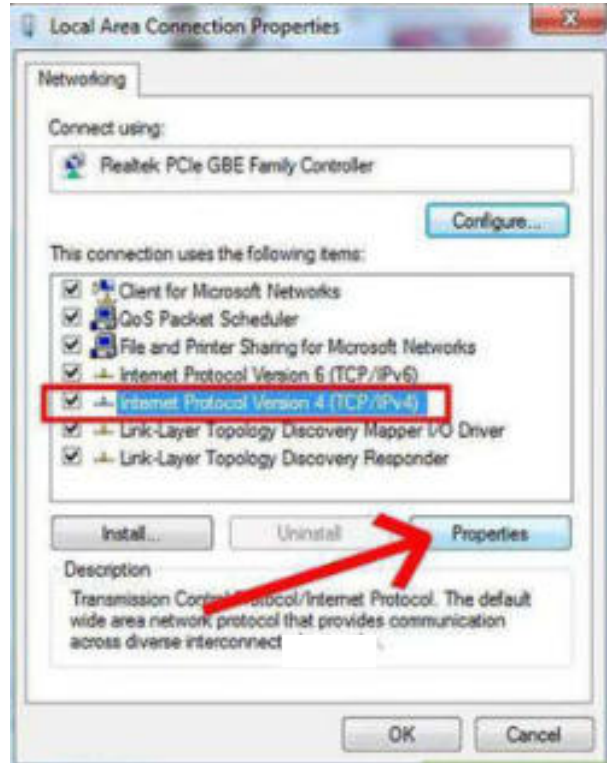 Local Area Connection Properties
Networking
Connect using:
Realtek PCIe GBE Family Controller
Configure...
This connection uses the following items:
Client for Microsoft Networks
QoS Packet Scheduler
File and Printer Sharing for Microsoft Networks
Internet Protocol Version 6 (TCP/IPv6)
Internet Protocol Version 4 (TCP/IPv4)
Link-Layer Topology Discovery Mapper I/O Driver
Link-Layer Topology Discovery Responder
Install... Uninstall Properties
Description
Transmission Protocol/Internet Protocol. The default
wide area network protocol that provides communication
across diverse
OK Cancel